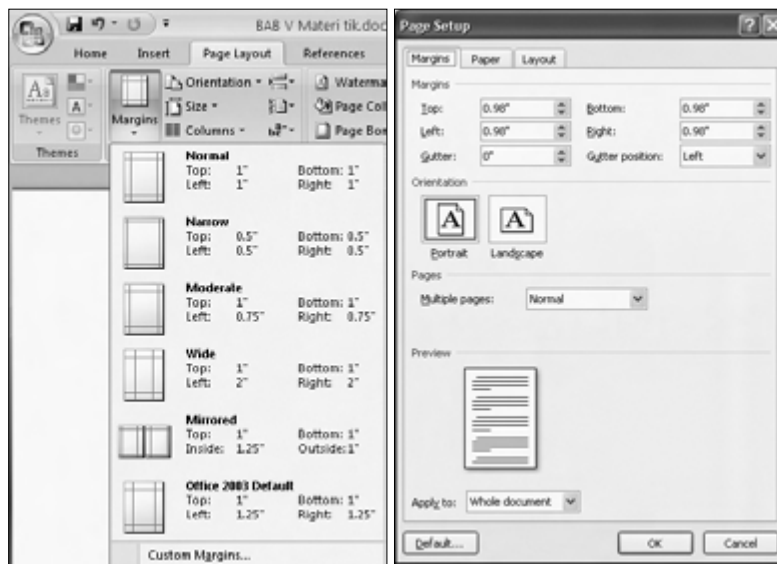 BAB V Materi tik.doc
Home Insert Page Layout References
Themes
Margins
Orientation
Size
Columns
Page Bor
Themes
Normal
Top: 1" Bottom: 1"
Left: 1" Right: 1"
Narrow
Top: 0.5" Bottom: 0.5"
Left: 0.5" Right: 0.5"
Moderate
Top: 1" Bottom: 1"
Left: 0.75" Right: 0.75"
Wide
Top: 1" Bottom: 1"
Left: 2" Right: 2"
Mirrored
Top: 1" Bottom: 1"
Inside: 1.25" Outside: 1"
Office 2003 Default
Top: 1" Bottom: 1"
Left: 1.25" Right: 1.25"
Custom Margins...
Page Setup
Margins Paper Layout
Margins
Top: 0.98" Bottom: 0.98"
Left: 0.98" Right: 0.98"
Gutter: 0" Gutter position: Left
Orientation
Portrait Landscape
Pages
Multiple pages: Normal
Preview
Apply to: Whole document
Default... OK Cancel